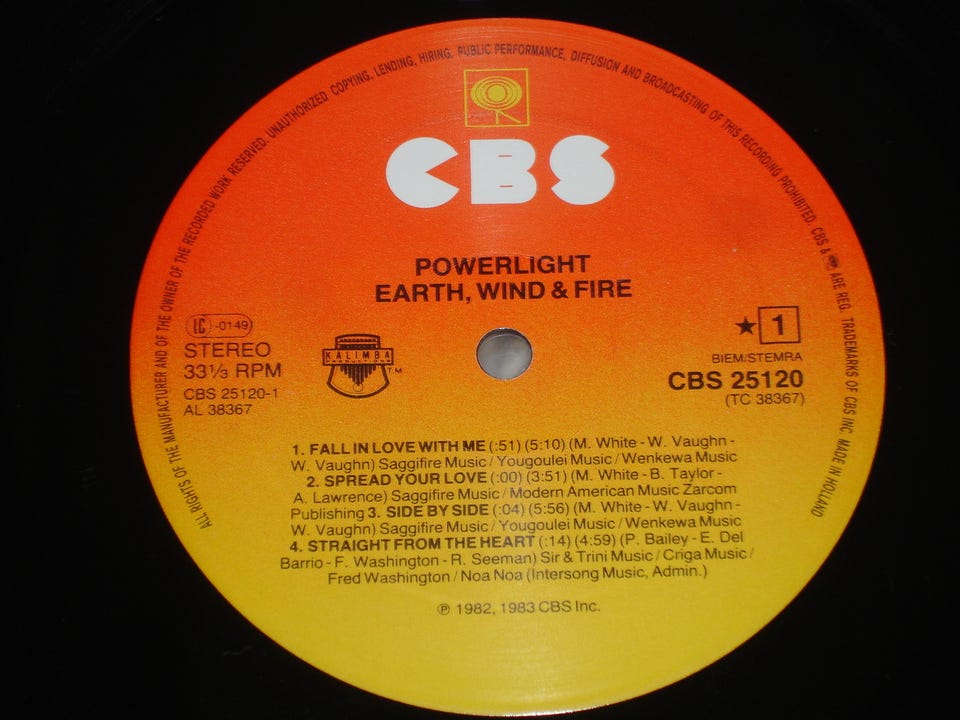 ALL RIGHTS OF THE MANUFACTURER AND OF THE OWNER OF THE RECORDED WORK RESERVED. UNAUTHORIZED COPYING, LENDING, HIRING, PUBLIC PERFORMANCE, DIFFUSION AND BROADCASTING OF THIS RECORDING PROHIBITED. CBS & ARE REG. TRADEMARKS OF CBS INC. MADE IN HOLLAND
CBS
POWERLIGHT
EARTH, WIND & FIRE
LC -0149
STEREO
33 1/3 RPM
CBS 25120-1
AL 38367
KALIMBA
PRODUCTIONS
T.M.
★ 1
BIEM/STEMRA
CBS 25120
(TC 38367)
1. FALL IN LOVE WITH ME (:51) (5:10) (M. White - W. Vaughn -
W. Vaughn) Saggifire Music / Yougoulei Music / Wenkewa Music
2. SPREAD YOUR LOVE (:00) (3:51) (M. White - B. Taylor -
A. Lawrence) Saggifire Music / Modern American Music Zarcom
Publishing 3. SIDE BY SIDE (:04) (5:56) (M. White - W. Vaughn -
W. Vaughn) Saggifire Music / Yougoulei Music / Wenkewa Music
4. STRAIGHT FROM THE HEART (:14) (4:59) (P. Bailey - E. Del
Barrio - F. Washington - R. Seeman) Sir & Trini Music / Criga Music /
Fred Washington / Noa Noa (Intersong Music, Admin.)
℗ 1982, 1983 CBS Inc.